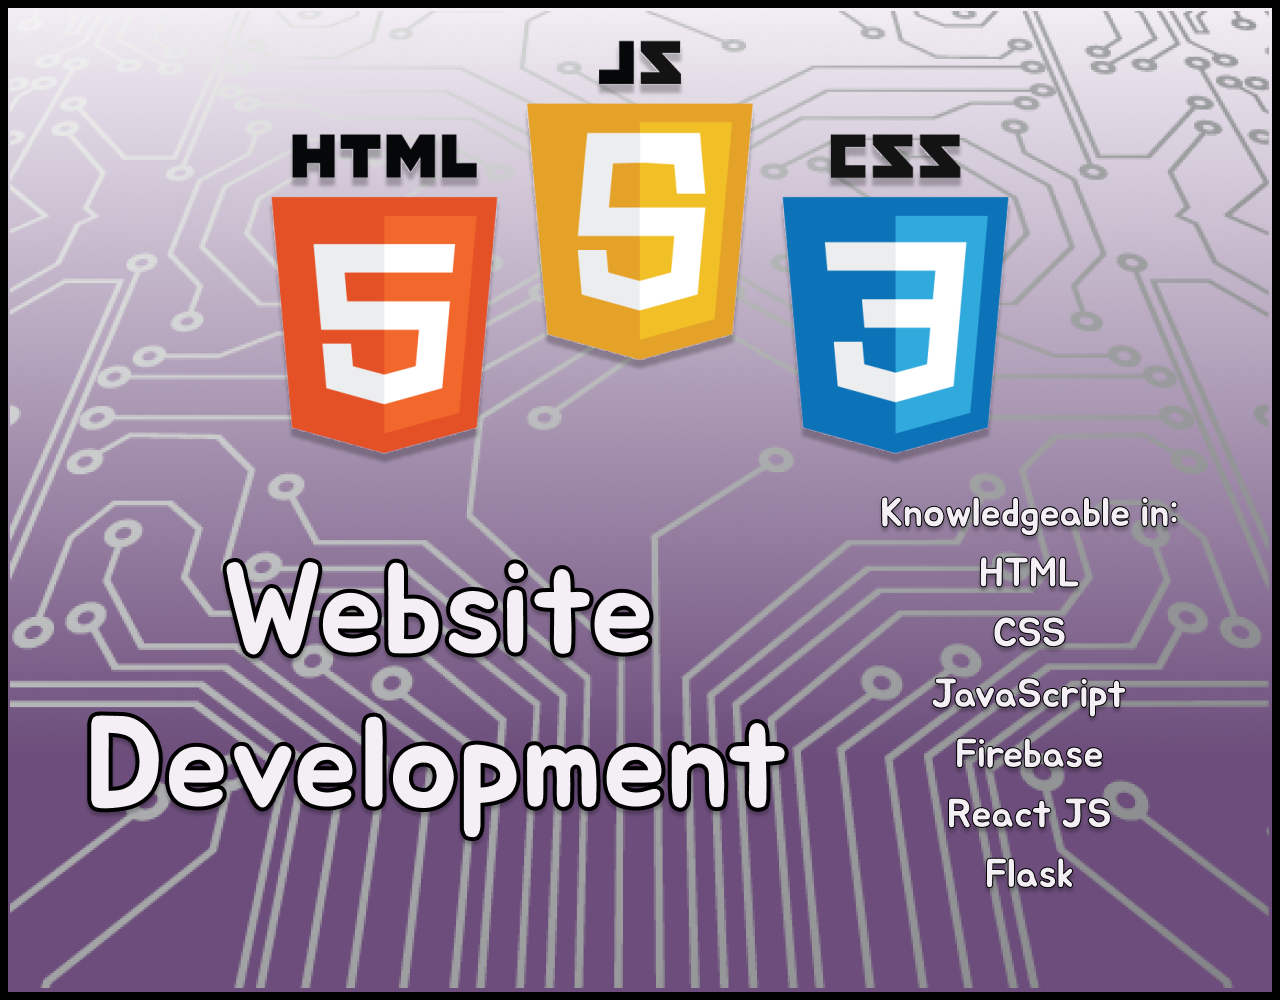 JS
HTML
CSS
5
5
3
Knowledgeable in:
HTML
CSS
JavaScript
Firebase
React JS
Flask
Website
Development